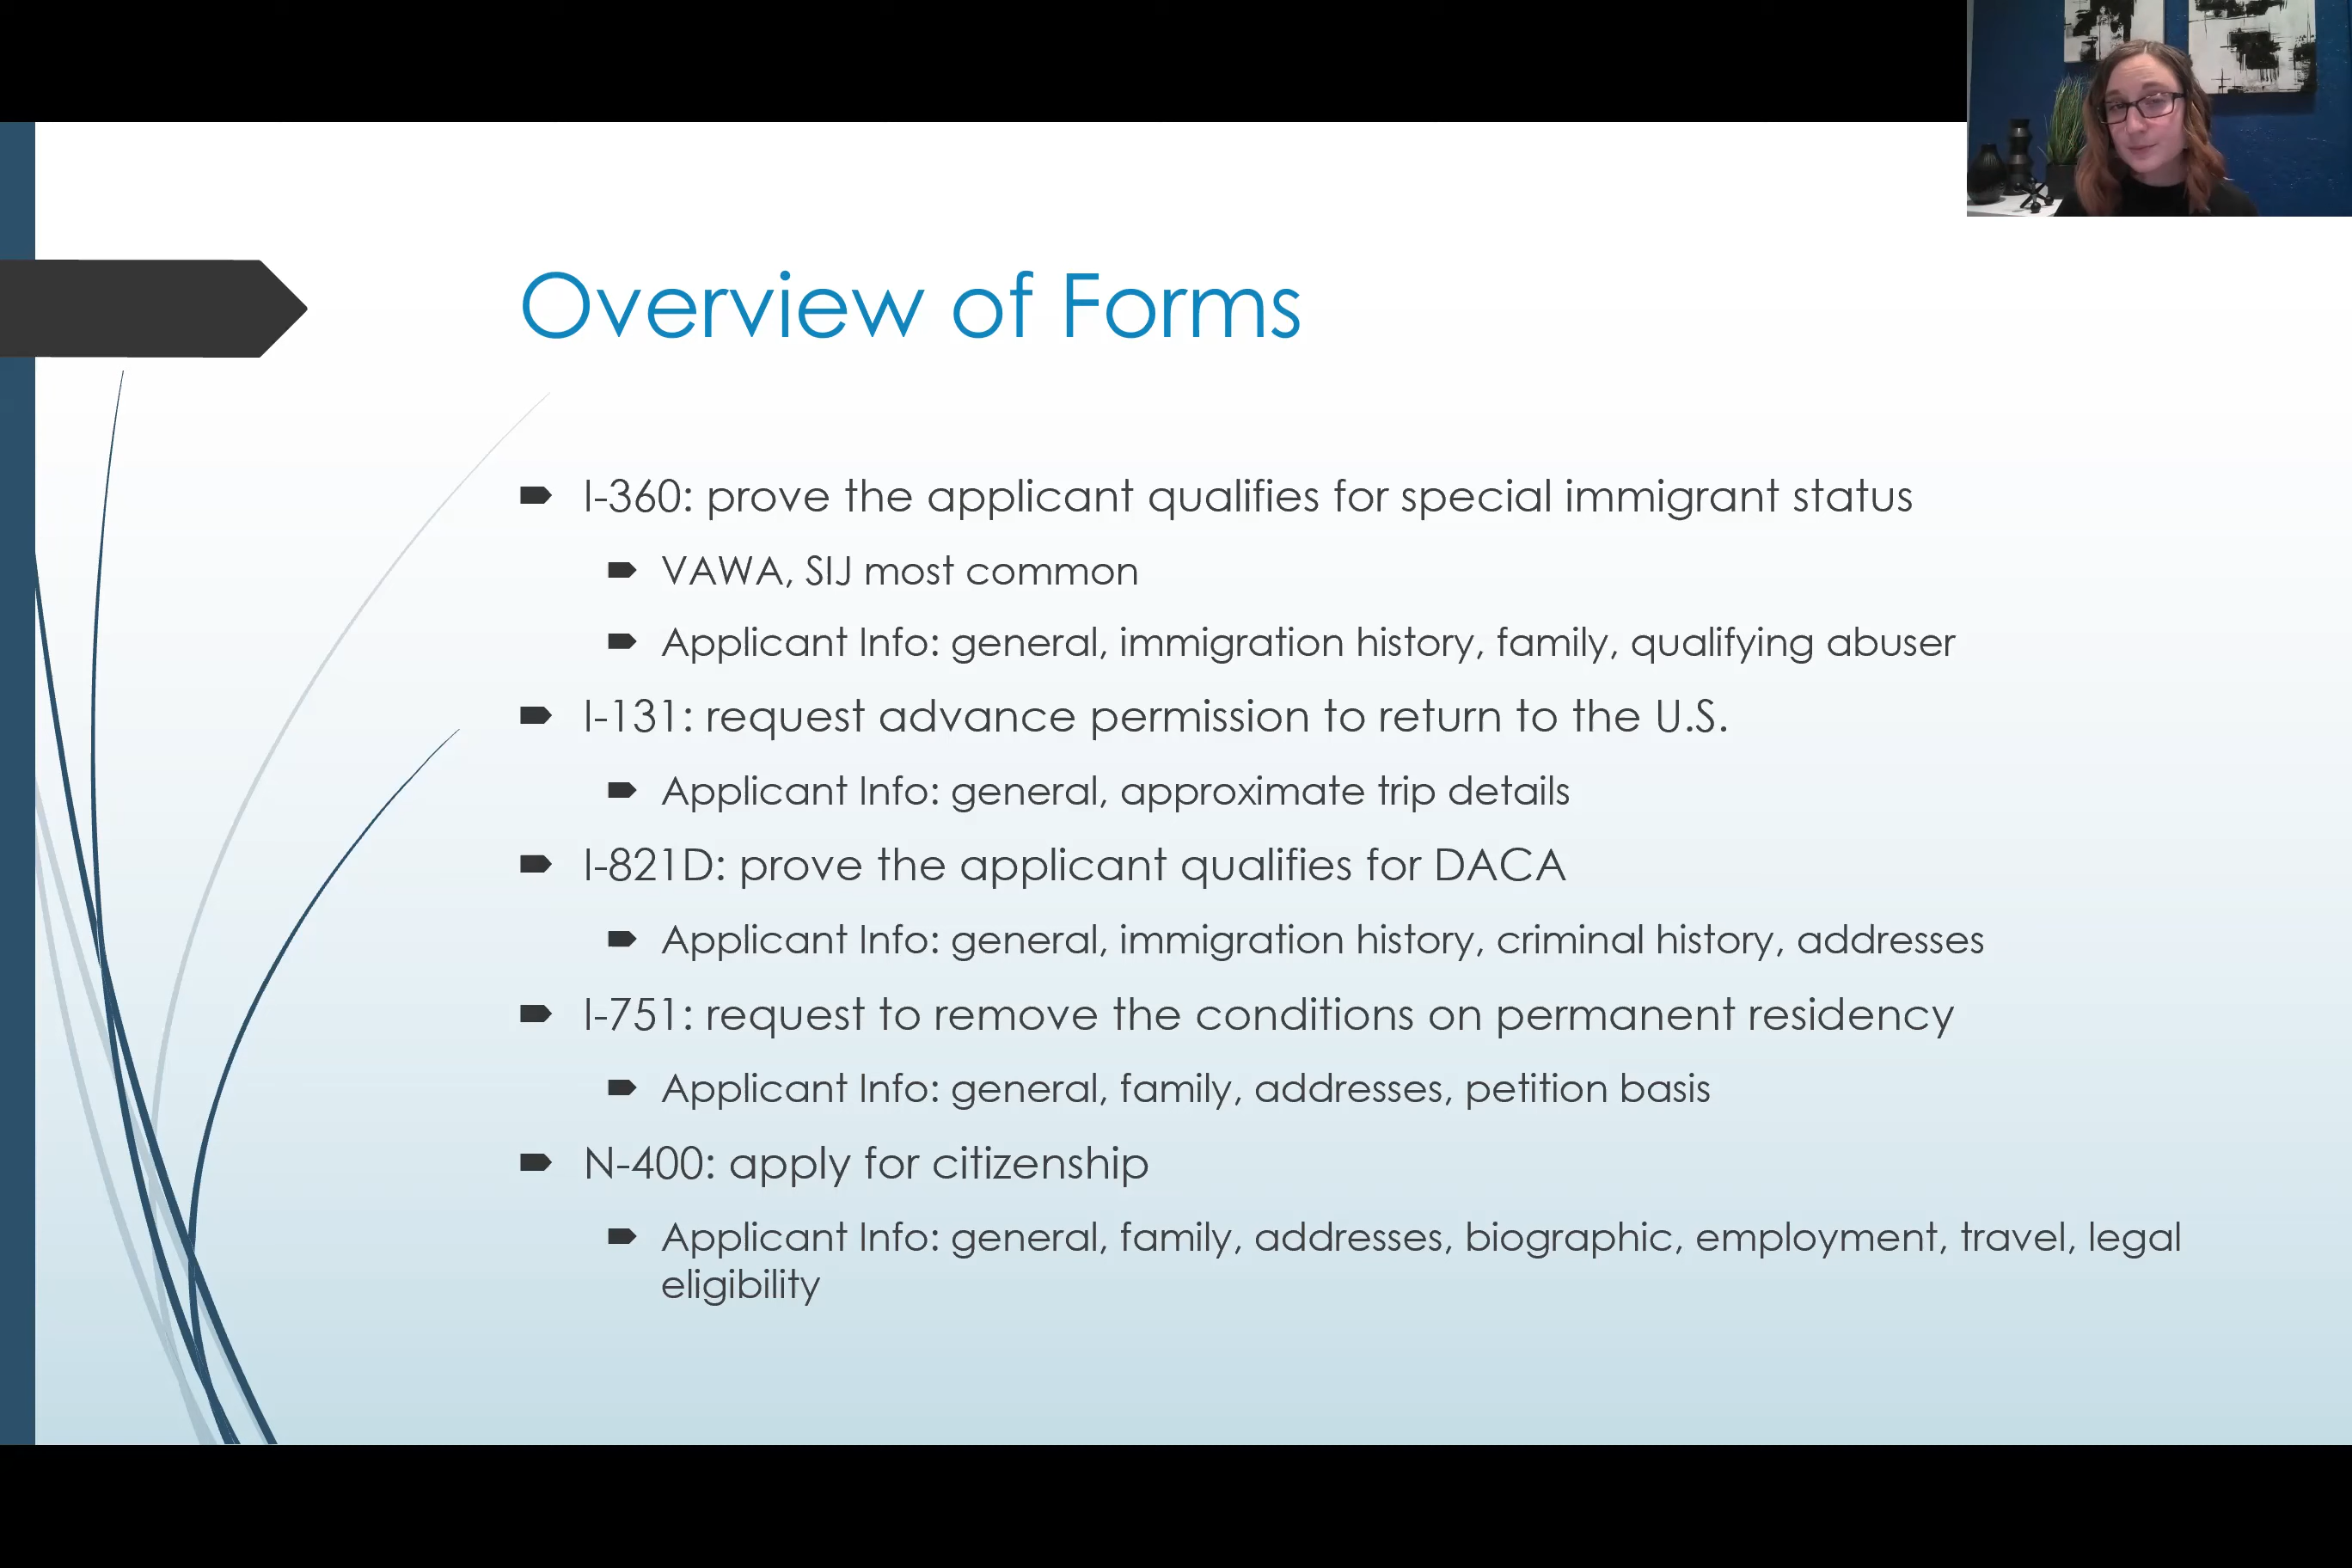 Overview of Forms
I-360: prove the applicant qualifies for special immigrant status
VAWA, SIJ most common
Applicant Info: general, immigration history, family, qualifying abuser
I-131: request advance permission to return to the U.S.
Applicant Info: general, approximate trip details
I-821D: prove the applicant qualifies for DACA
Applicant Info: general, immigration history, criminal history, addresses
I-751: request to remove the conditions on permanent residency
Applicant Info: general, family, addresses, petition basis
N-400: apply for citizenship
Applicant Info: general, family, addresses, biographic, employment, travel, legal
eligibility